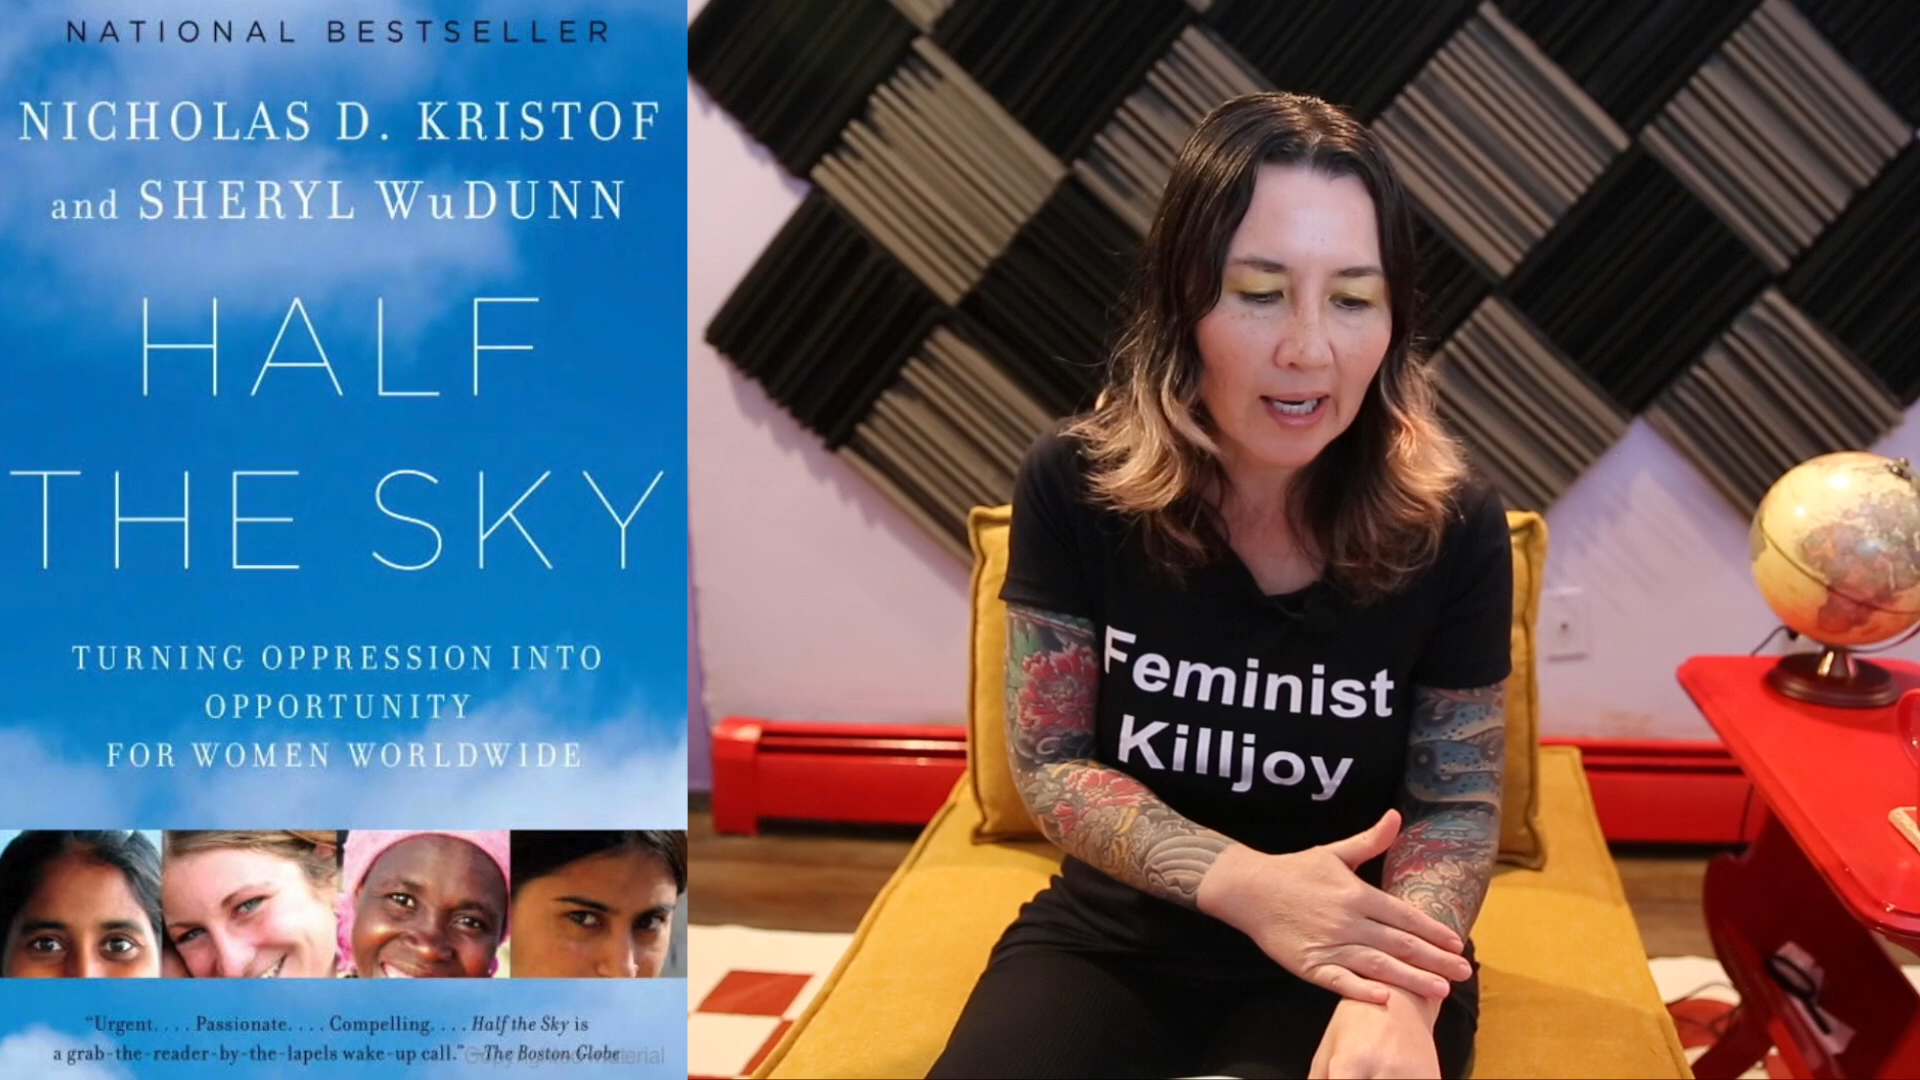 NATIONAL BESTSELLER
NICHOLAS D. KRISTOF
and SHERYL WuDUNN
HALF
THE SKY
TURNING OPPRESSION INTO
OPPORTUNITY
FOR WOMEN WORLDWIDE
“Urgent. . . . Passionate. . . . Compelling. . . . Half the Sky is
a grab-the-reader-by-the-lapels wake-up call.” —The Boston Globe
Copyrighted Material
Feminist
Killjoy